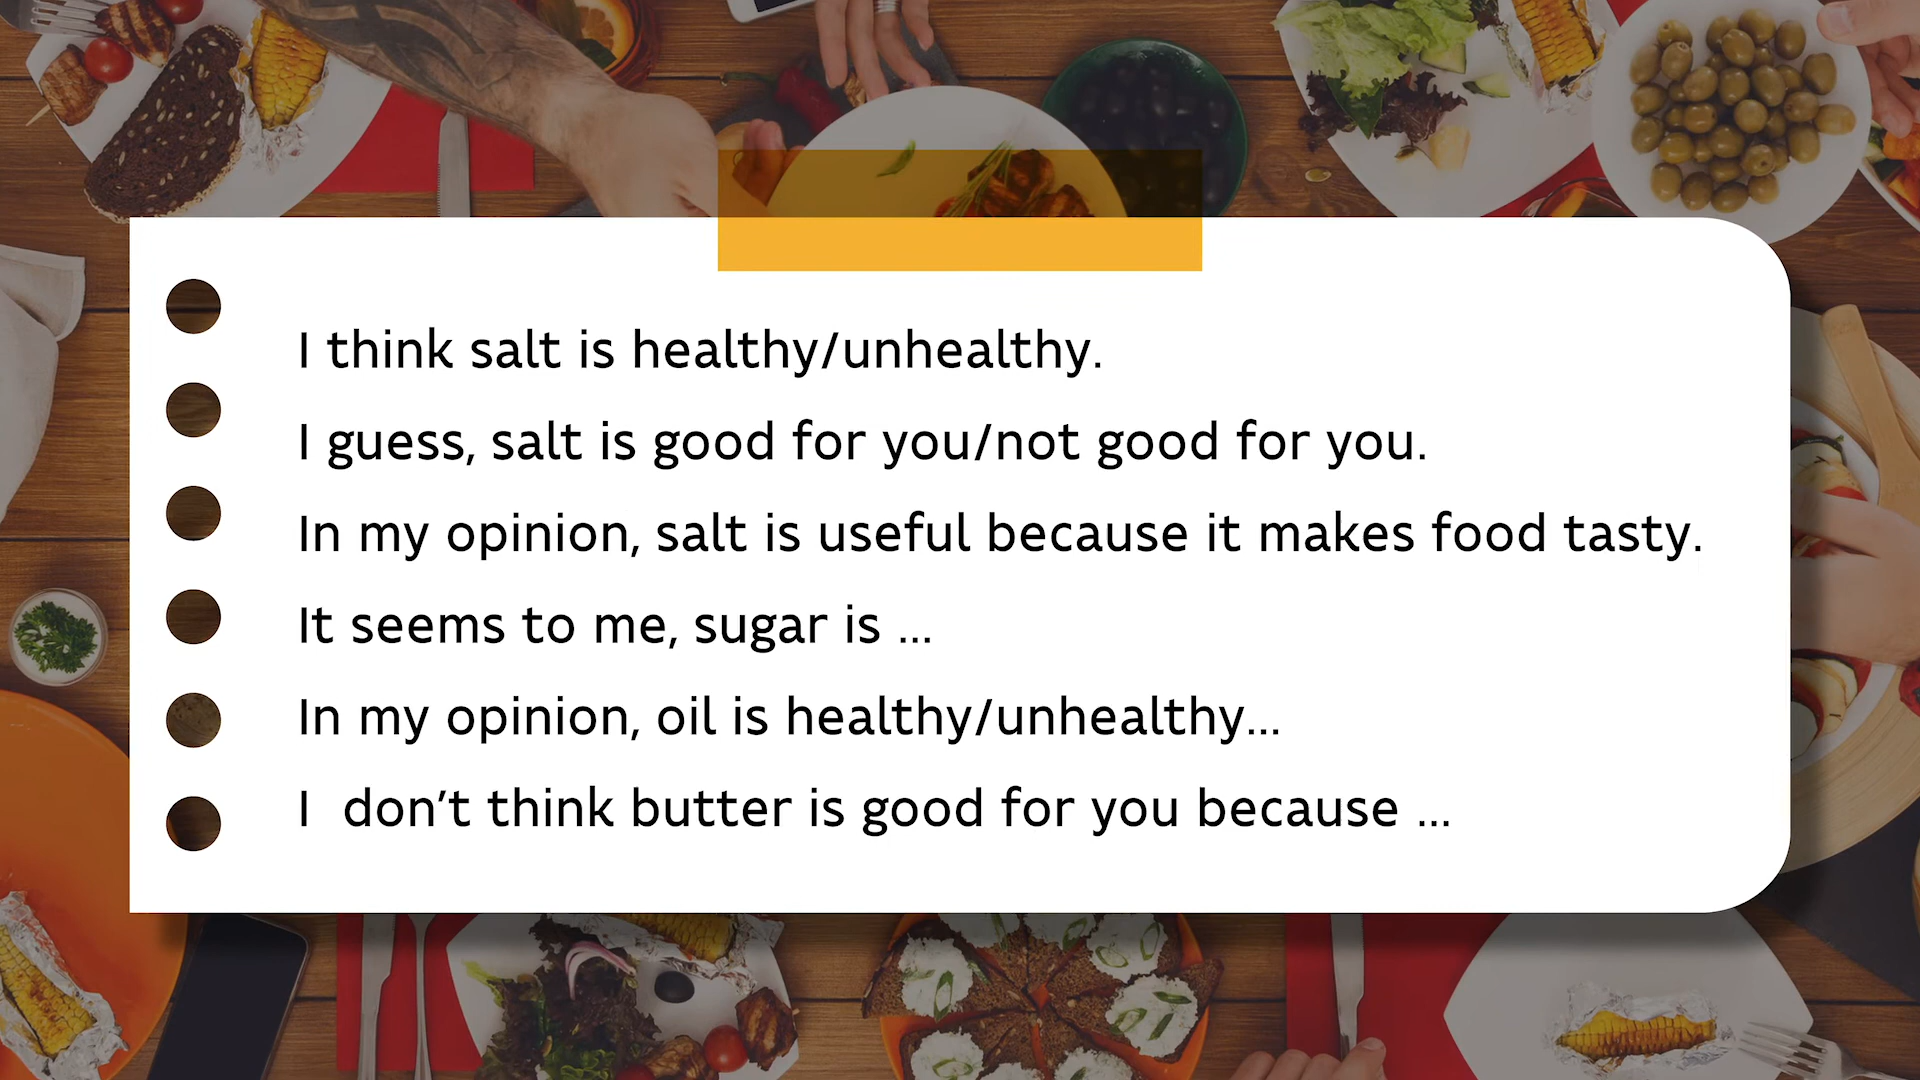 I think salt is healthy/unhealthy.
I guess, salt is good for you/not good for you.
In my opinion, salt is useful because it makes food tasty.
It seems to me, sugar is ...
In my opinion, oil is healthy/unhealthy...
I  don’t think butter is good for you because ...